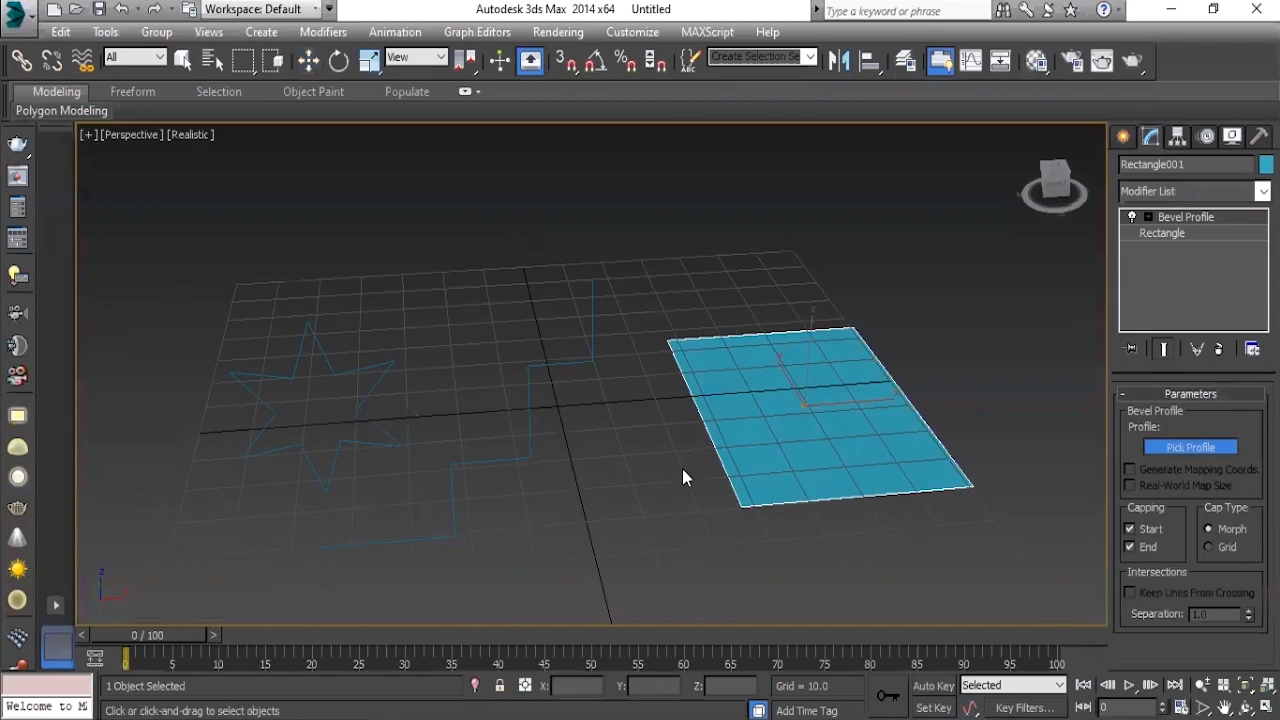 Workspace: Default
Autodesk 3ds Max 2014 x64
Untitled
Type a keyword or phrase
Edit Tools Group Views Create Modifiers Animation Graph Editors Rendering Customize MAXScript Help
All
View
3
Create Selection Se
ABC
Modeling Freeform Selection Object Paint Populate
Polygon Modeling
[+] [Perspective ] [Realistic ]
Rectangle001
Modifier List
Bevel Profile
Rectangle
Parameters
Bevel Profile
Profile:
Pick Profile
Generate Mapping Coords.
Real-World Map Size
Capping
Cap Type
Start
Morph
End
Grid
Intersections
Keep Lines From Crossing
Separation: 1.0
z
0 / 100
0 5 10 15 20 25 30 35 40 45 50 55 60 65 70 75 80 85 90 95 100
1 Object Selected
X: Y: Z:
Grid = 10.0
Auto Key
Selected
Welcome to M
Click or click-and-drag to select objects
Add Time Tag
Set Key
Key Filters...
0